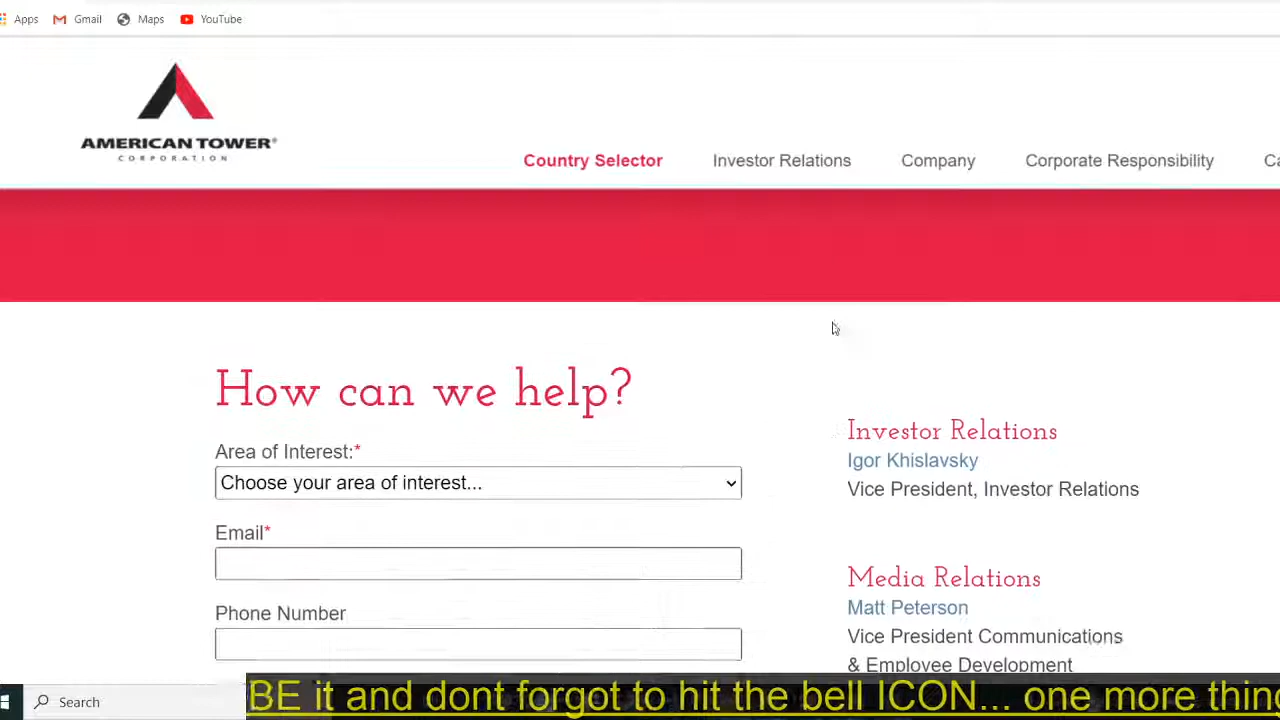 Apps Gmail Maps YouTube
AMERICAN TOWER®
CORPORATION
Country Selector Investor Relations Company Corporate Responsibility
How can we help?
Area of Interest:*
Choose your area of interest...
Email*
Phone Number
Investor Relations
Igor Khislavsky
Vice President, Investor Relations
Media Relations
Matt Peterson
Vice President Communications
& Employee Development
Search
BE it and dont forgot to hit the bell ICON... one more thin